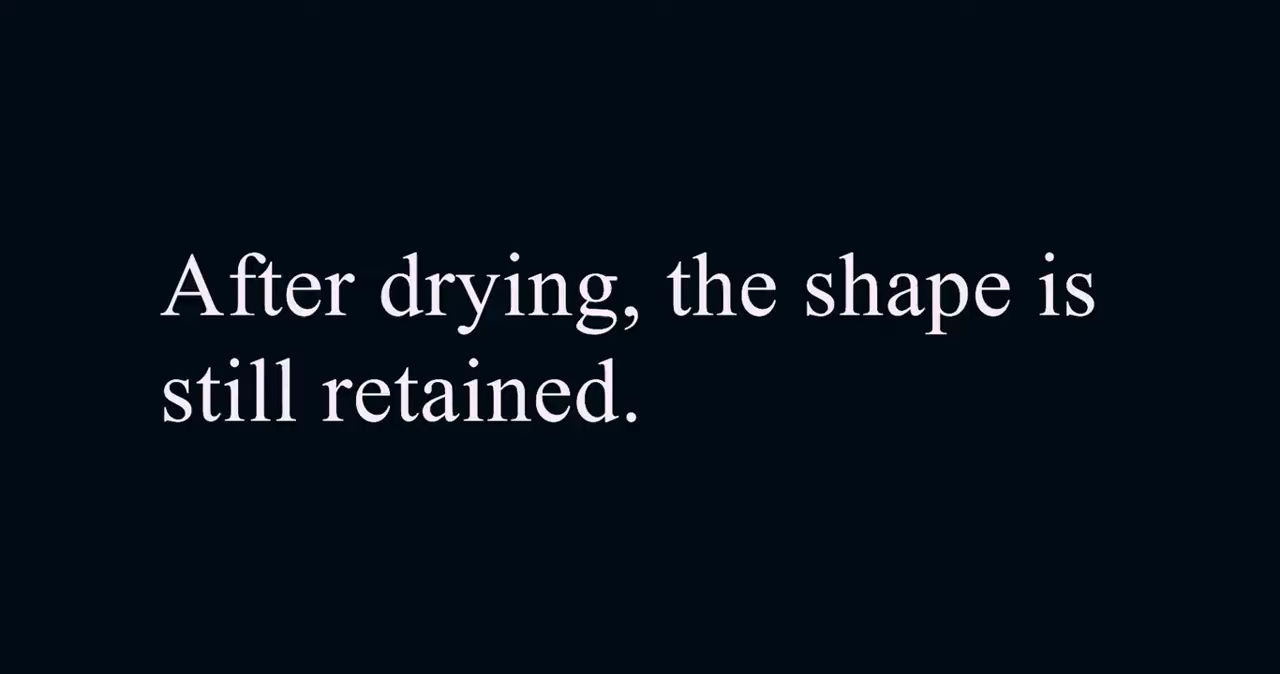 After drying, the shape is
still retained.